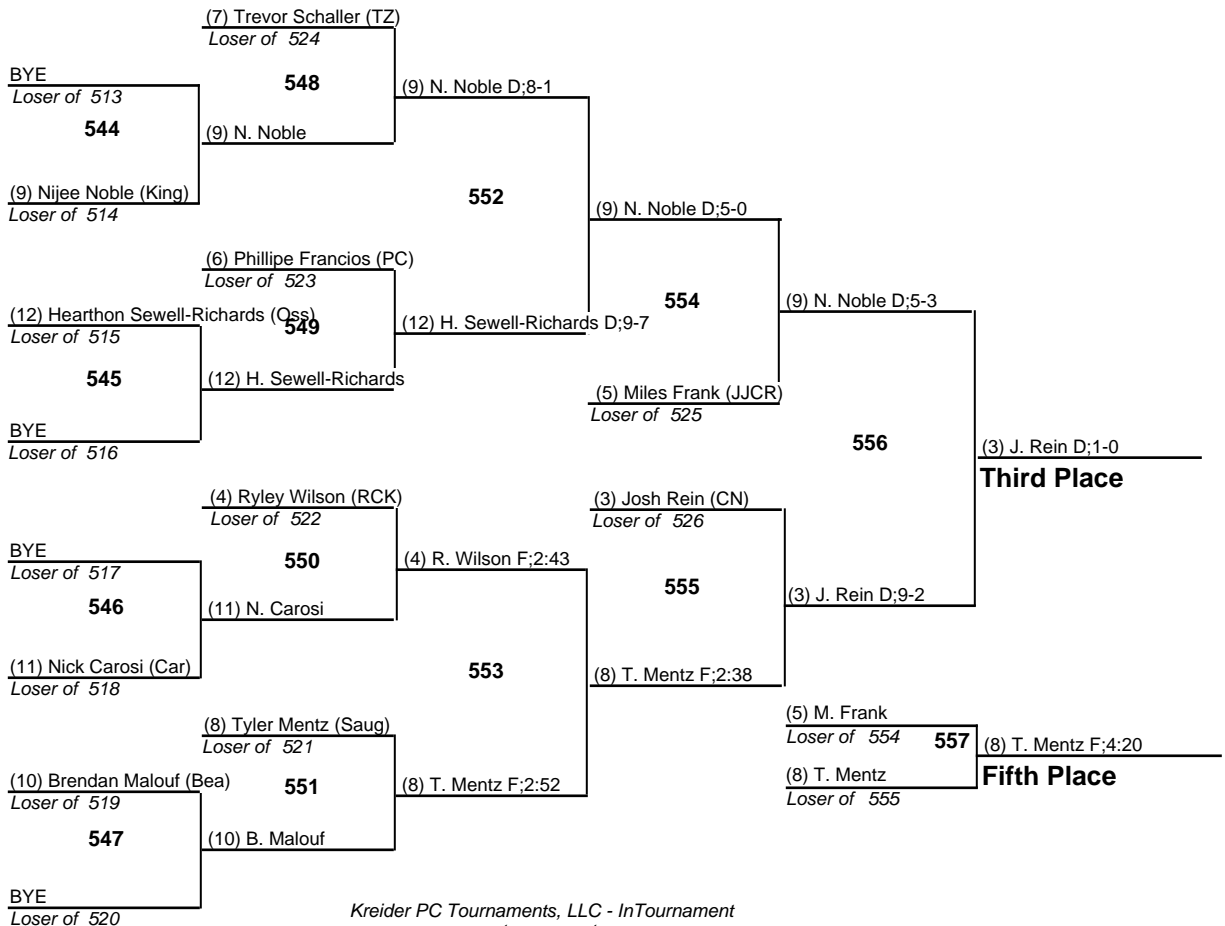 (7) Trevor Schaller (TZ)
Loser of 524
BYE
Loser of 513
548
(9) N. Noble D;8-1
544
(9) N. Noble
(9) Nijee Noble (King)
Loser of 514
552
(9) N. Noble D;5-0
(6) Phillipe Francios (PC)
Loser of 523
(12) Hearthon Sewell-Richards (Oss)
Loser of 515
549
(12) H. Sewell-Richards D;9-7
554
(9) N. Noble D;5-3
545
(12) H. Sewell-Richards
(5) Miles Frank (JJCR)
Loser of 525
BYE
Loser of 516
556
(3) J. Rein D;1-0
Third Place
(4) Ryley Wilson (RCK)
Loser of 522
(3) Josh Rein (CN)
Loser of 526
BYE
Loser of 517
550
(4) R. Wilson F;2:43
555
546
(11) N. Carosi
(3) J. Rein D;9-2
(11) Nick Carosi (Car)
Loser of 518
553
(8) T. Mentz F;2:38
(8) Tyler Mentz (Saug)
Loser of 521
(5) M. Frank
Loser of 554
557
(8) T. Mentz F;4:20
Fifth Place
(10) Brendan Malouf (Bea)
Loser of 519
551
(8) T. Mentz F;2:52
(8) T. Mentz
Loser of 555
547
(10) B. Malouf
BYE
Loser of 520
Kreider PC Tournaments, LLC - InTournament